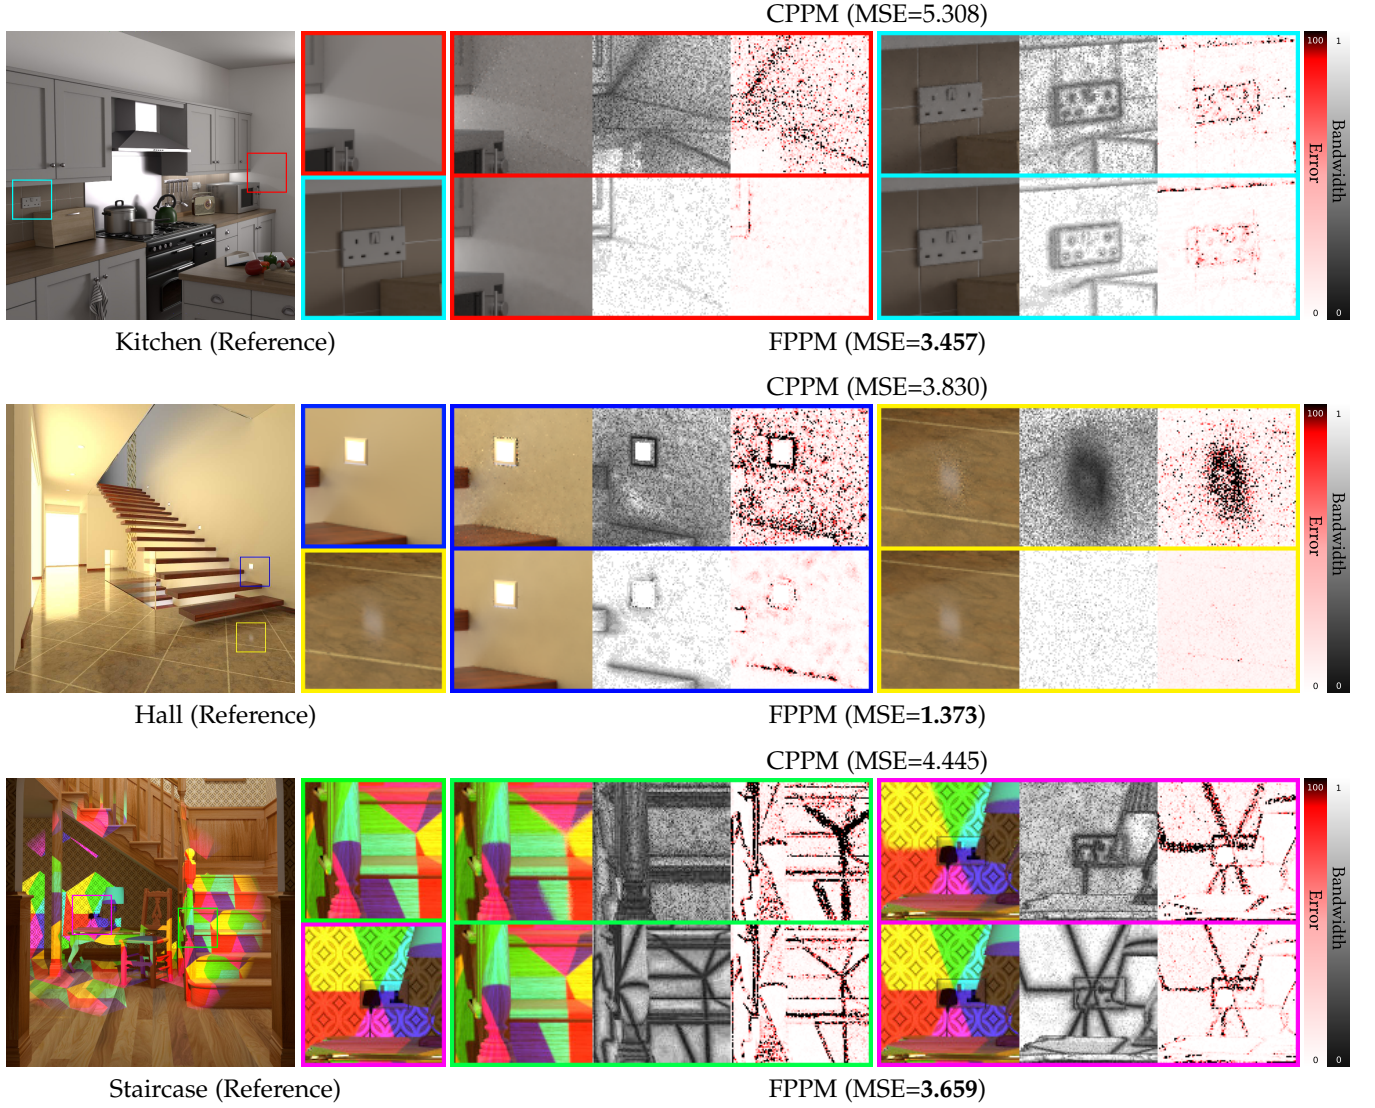 CPPM (MSE=5.308)
100
1
Error
Bandwidth
0
0
Kitchen (Reference)
FPPM (MSE=3.457)
CPPM (MSE=3.830)
100
1
Error
Bandwidth
0
0
Hall (Reference)
FPPM (MSE=1.373)
CPPM (MSE=4.445)
100
1
Error
Bandwidth
0
0
Staircase (Reference)
FPPM (MSE=3.659)